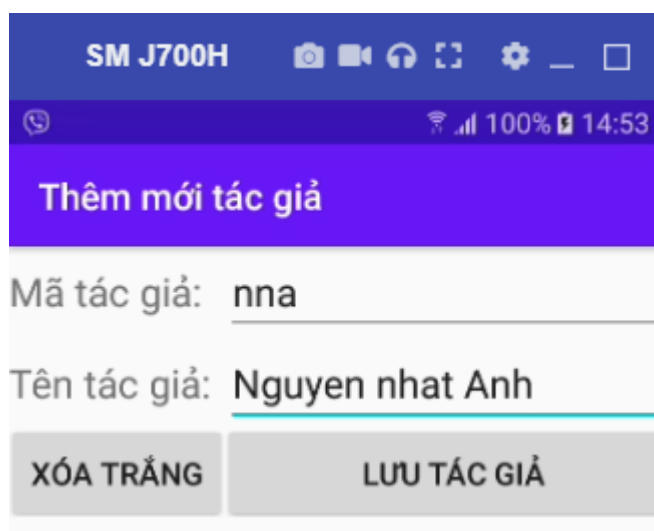 SM J700H
100% 14:53
Thêm mới tác giả
Mã tác giả: nna
Tên tác giả: Nguyen nhat Anh
XÓA TRẮNG LƯU TÁC GIẢ